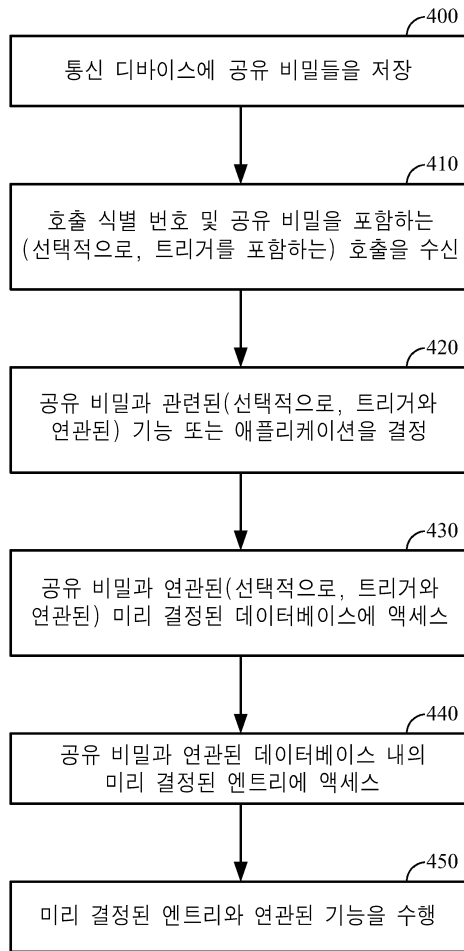 400
통신 디바이스에 공유 비밀들을 저장
410
호출 식별 번호 및 공유 비밀을 포함하는
(선택적으로, 트리거를 포함하는) 호출을 수신
420
공유 비밀과 관련된(선택적으로, 트리거와
연관된) 기능 또는 애플리케이션을 결정
430
공유 비밀과 연관된(선택적으로, 트리거와
연관된) 미리 결정된 데이터베이스에 액세스
440
공유 비밀과 연관된 데이터베이스 내의
미리 결정된 엔트리에 액세스
450
미리 결정된 엔트리와 연관된 기능을 수행